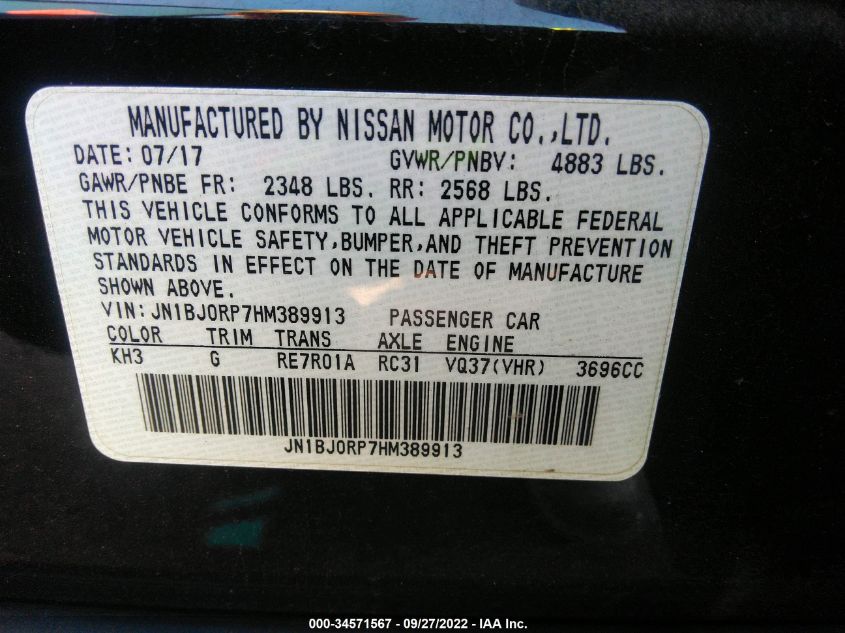 MANUFACTURED BY NISSAN MOTOR CO.,LTD.
DATE: 07/17 GVWR/PNBV: 4883 LBS.
GAWR/PNBE FR: 2348 LBS. RR: 2568 LBS.
THIS VEHICLE CONFORMS TO ALL APPLICABLE FEDERAL
MOTOR VEHICLE SAFETY,BUMPER,AND THEFT PREVENTION
STANDARDS IN EFFECT ON THE DATE OF MANUFACTURE
SHOWN ABOVE.
VIN:JN1BJ0RP7HM389913 PASSENGER CAR
COLOR TRIM TRANS AXLE ENGINE
KH3 G RE7R01A RC31 VQ37(VHR) 3696CC
JN1BJ0RP7HM389913
000-34571567 - 09/27/2022 - IAA Inc.